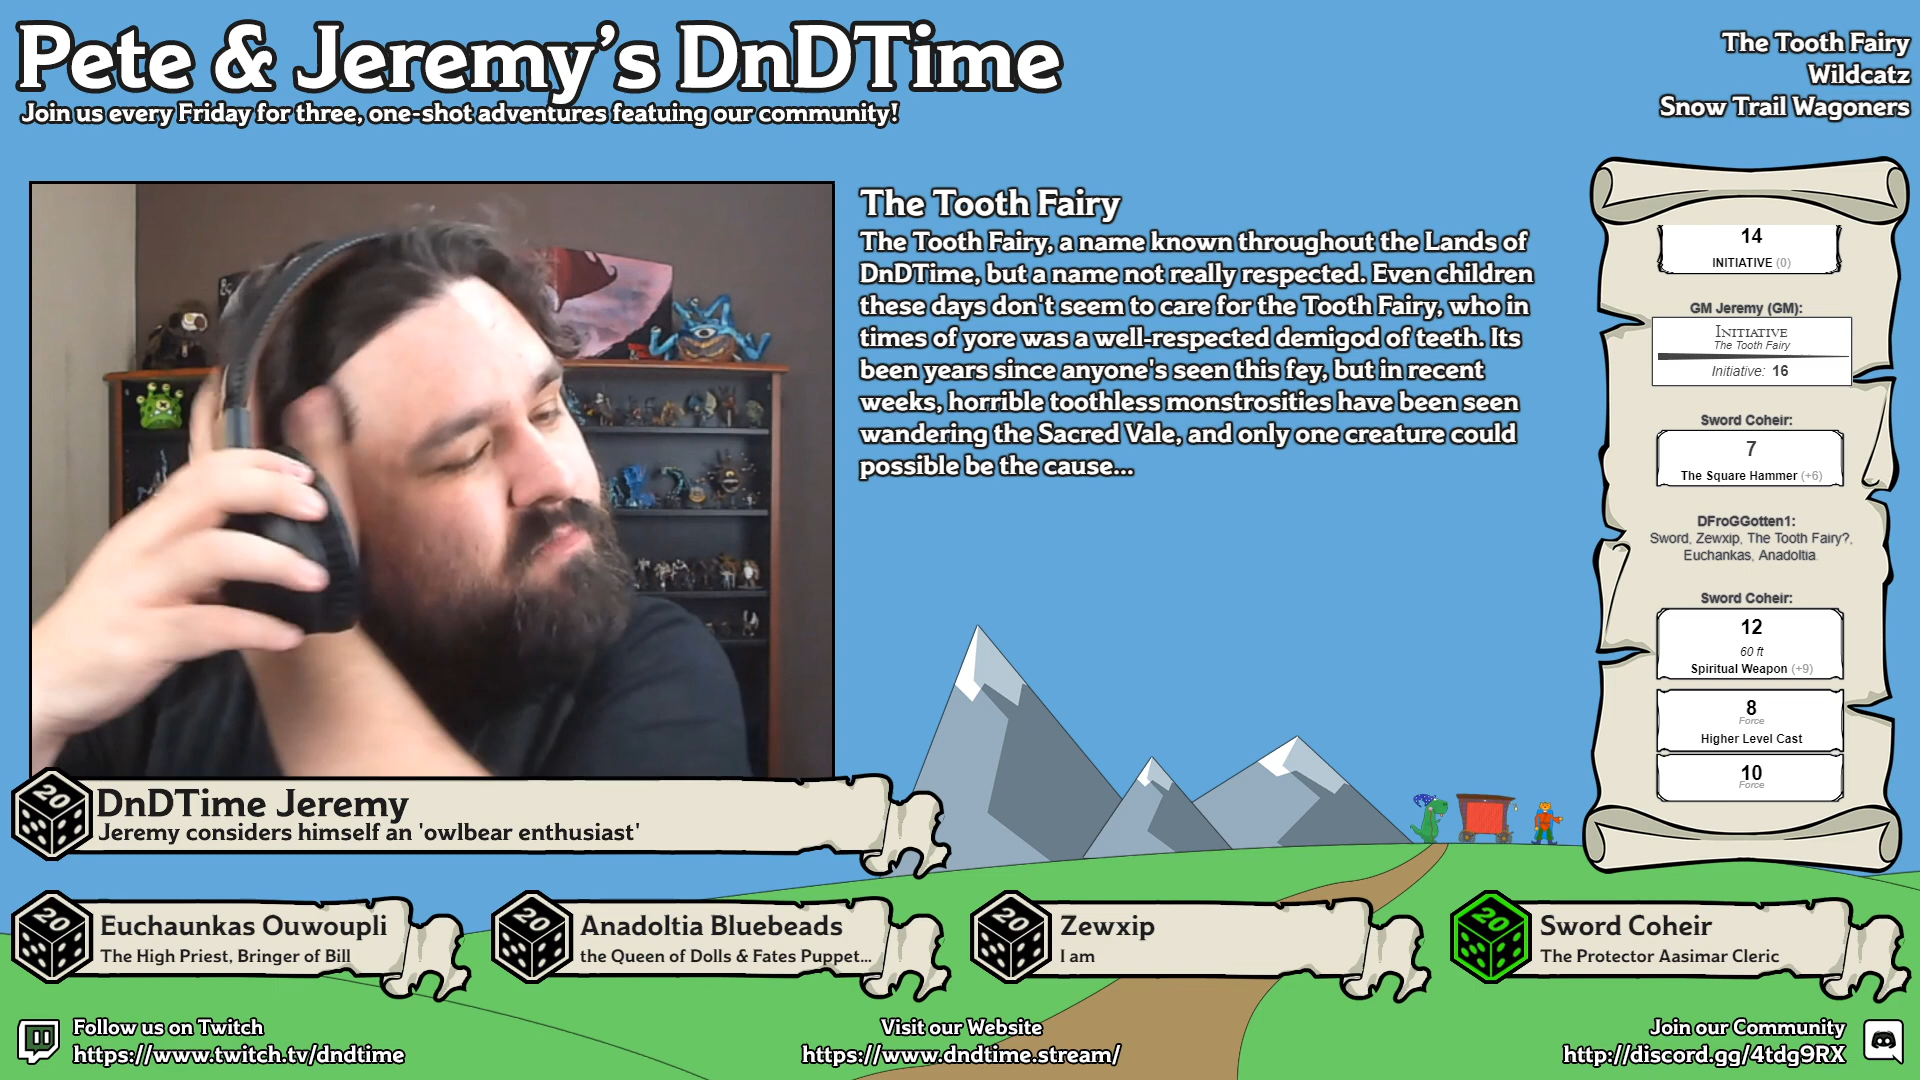 Pete & Jeremy's DnDTime
Join us every Friday for three, one-shot adventures featuing our community!
The Tooth Fairy
Wildcatz
Snow Trail Wagoners
The Tooth Fairy
The Tooth Fairy, a name known throughout the Lands of
DnDTime, but a name not really respected. Even children
these days don't seem to care for the Tooth Fairy, who in
times of yore was a well-respected demigod of teeth. Its
been years since anyone's seen this fey, but in recent
weeks, horrible toothless monstrosities have been seen
wandering the Sacred Vale, and only one creature could
possible be the cause...
14
INITIATIVE (0)
GM Jeremy (GM):
INITIATIVE
The Tooth Fairy
Initiative: 16
Sword Coheir:
7
The Square Hammer (+6)
DFroGGotten1:
Sword, Zewxip, The Tooth Fairy?,
Euchankas, Anadoltia
Sword Coheir:
12
60 ft
Spiritual Weapon (+9)
8
Force
Higher Level Cast
10
Force
20
DnDTime Jeremy
Jeremy considers himself an 'owlbear enthusiast'
20
Euchaunkas Ouwoupli
The High Priest, Bringer of Bill
20
Anadoltia Bluebeads
the Queen of Dolls & Fates Puppet...
20
Zewxip
I am
20
Sword Coheir
The Protector Aasimar Cleric
Follow us on Twitch
https://www.twitch.tv/dndtime
Visit our Website
https://www.dndtime.stream/
Join our Community
http://discord.gg/4tdg9RX